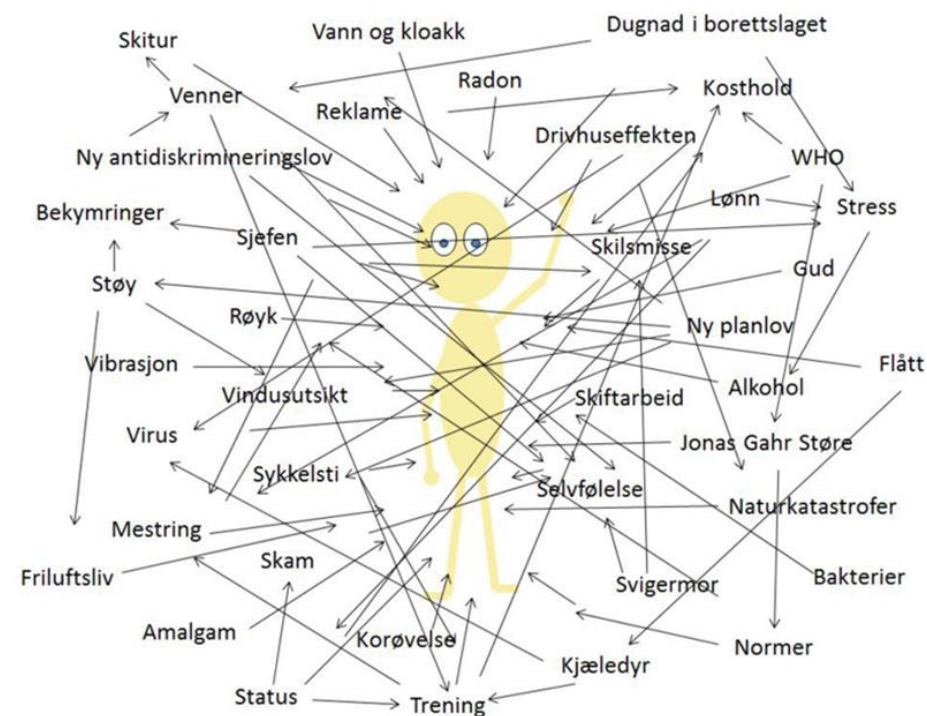 Dugnad i borettslaget
Vann og kloakk
Skitur
Radon
Kosthold
Venner
Reklame
Drivhuseffekten
Ny antidiskrimineringslov
WHO
Lønn
Stress
Bekymringer
Sjefen
Skilsmisse
Gud
Støy
Røyk
Ny planlov
Vibrasjon
Flått
Vindusutsikt
Alkohol
Skiftarbeid
Virus
Jonas Gahr Støre
Sykkelsti
Selvfølelse
Naturkatastrofer
Mestring
Skam
Friluftsliv
Svigermor
Bakterier
Amalgam
Korøvelse
Normer
Kjæledyr
Status
Trening